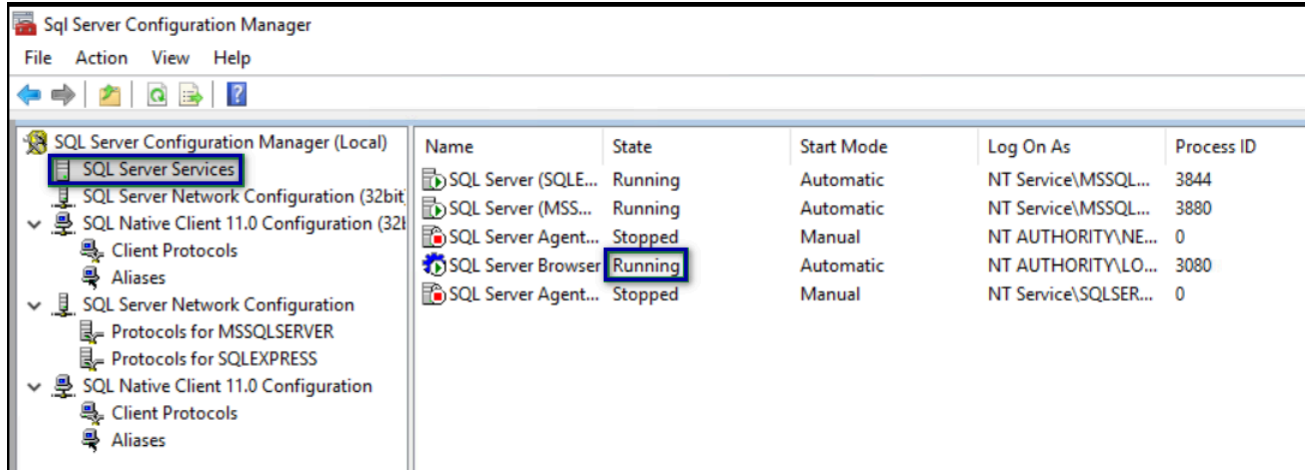 Sql Server Configuration Manager
File Action View Help
SQL Server Configuration Manager (Local)
SQL Server Services
SQL Server Network Configuration (32bit
SQL Native Client 11.0 Configuration (32b
Client Protocols
Aliases
SQL Server Network Configuration
Protocols for MSSQLSERVER
Protocols for SQLEXPRESS
SQL Native Client 11.0 Configuration
Client Protocols
Aliases
Name State Start Mode Log On As Process ID
SQL Server (SQLE... Running Automatic NT Service\MSSQL... 3844
SQL Server (MSS... Running Automatic NT Service\MSSQL... 3880
SQL Server Agent... Stopped Manual NT AUTHORITY\NE... 0
SQL Server Browser Running Automatic NT AUTHORITY\LO... 3080
SQL Server Agent... Stopped Manual NT Service\SQLSER... 0